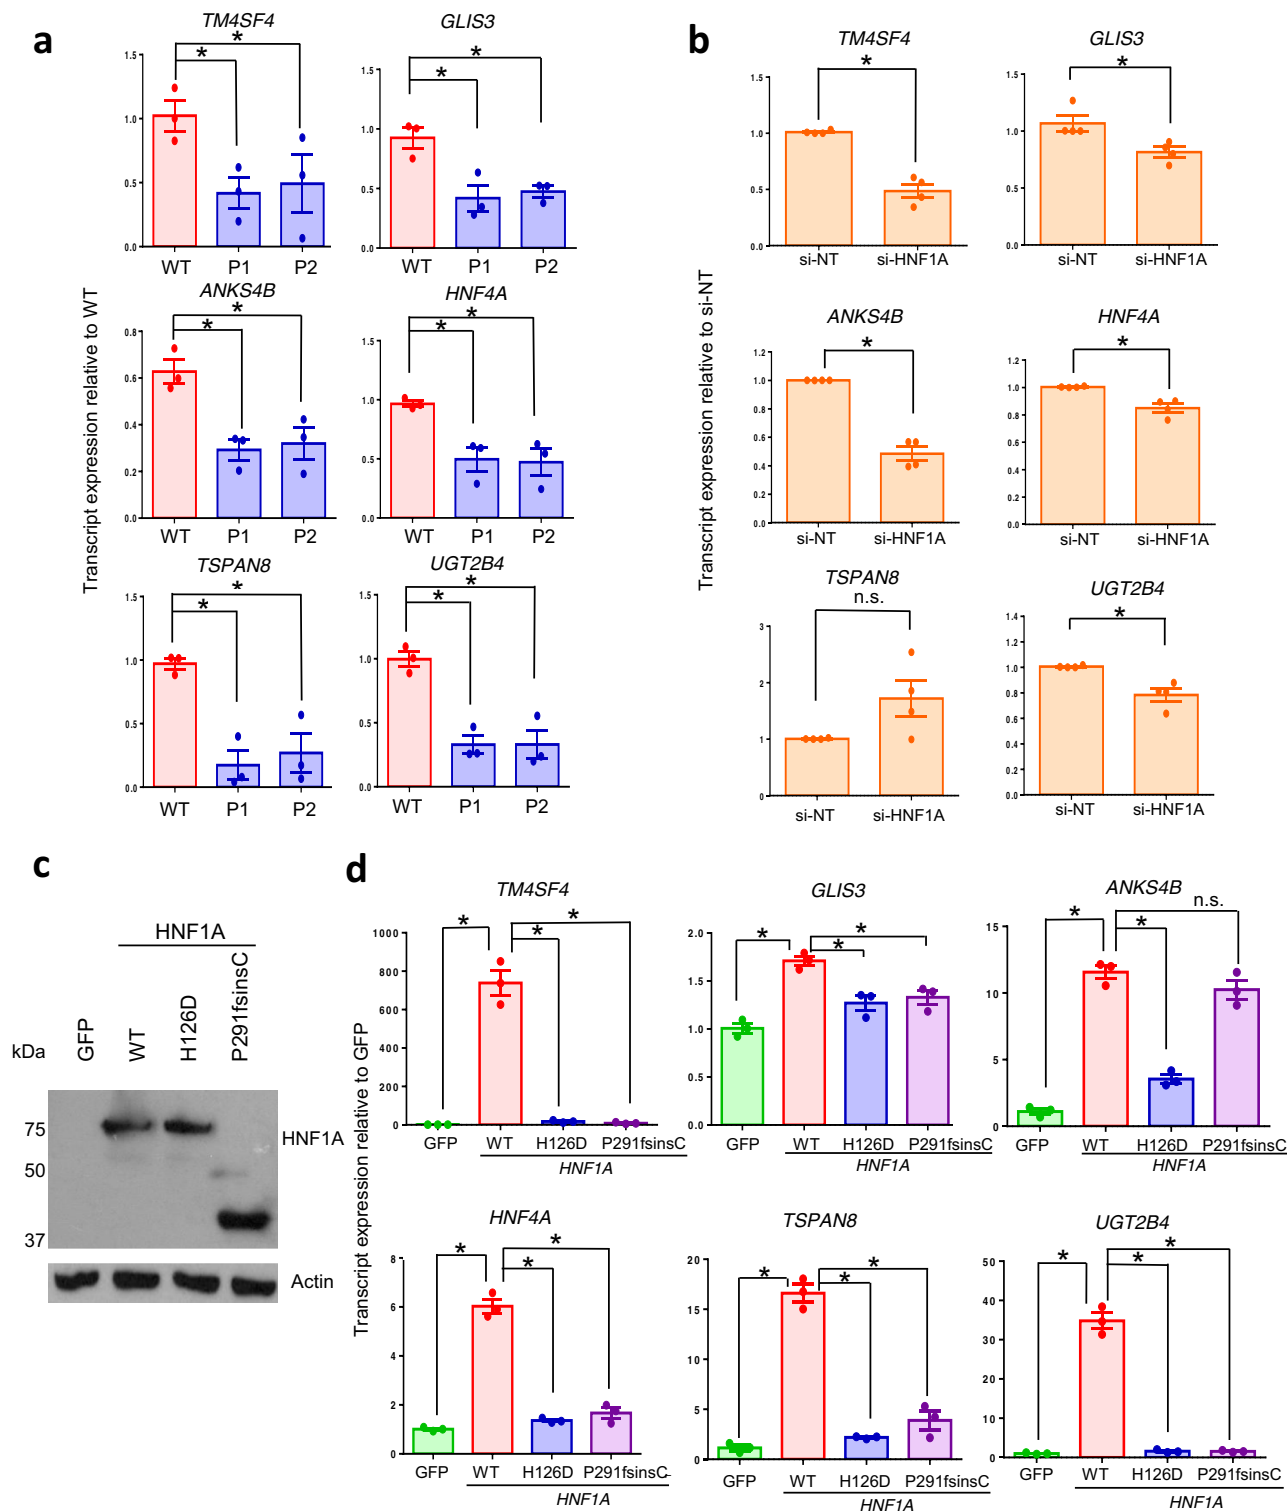 a
Transcript expression relative to WT
TM4SF4
*
*
1.5
1.0
0.5
0.0
WT P1 P2
GLIS3
*
*
1.5
1.0
0.5
0.0
WT P1 P2
ANKS4B
*
*
0.8
0.6
0.4
0.2
0.0
WT P1 P2
HNF4A
*
*
1.5
1.0
0.5
0.0
WT P1 P2
TSPAN8
*
*
1.5
1.0
0.5
0.0
WT P1 P2
UGT2B4
*
*
1.5
1.0
0.5
0.0
WT P1 P2
b
Transcript expression relative to si-NT
TM4SF4
*
1.5
1.0
0.5
0.0
si-NT si-HNF1A
GLIS3
*
1.5
1.0
0.5
0.0
si-NT si-HNF1A
ANKS4B
*
1.2
1.0
0.8
0.6
0.4
0.2
0.0
si-NT si-HNF1A
HNF4A
*
1.2
1.0
0.8
0.6
0.4
0.2
0.0
si-NT si-HNF1A
TSPAN8
n.s.
3
2
1
0
si-NT si-HNF1A
UGT2B4
*
1.4
1.2
1.0
0.8
0.6
0.4
0.2
0.0
si-NT si-HNF1A
c
HNF1A
kDa GFP WT H126D P291fsinsC
75
50
37
HNF1A
Actin
d
Transcript expression relative to GFP
TM4SF4
* * *
1000
800
600
400
200
0
GFP WT H126D P291fsinsC
HNF1A
GLIS3
* * *
2.0
1.5
1.0
0.5
0.0
GFP WT H126D P291fsinsC
HNF1A
ANKS4B
n.s.
* *
15
10
5
0
GFP WT H126D P291fsinsC
HNF1A
HNF4A
* * *
8
6
4
2
0
GFP WT H126D P291fsinsC
HNF1A
TSPAN8
* * *
20
15
10
5
0
GFP WT H126D P291fsinsC
HNF1A
UGT2B4
* * *
50
40
30
20
10
0
GFP WT H126D P291fsinsC
HNF1A